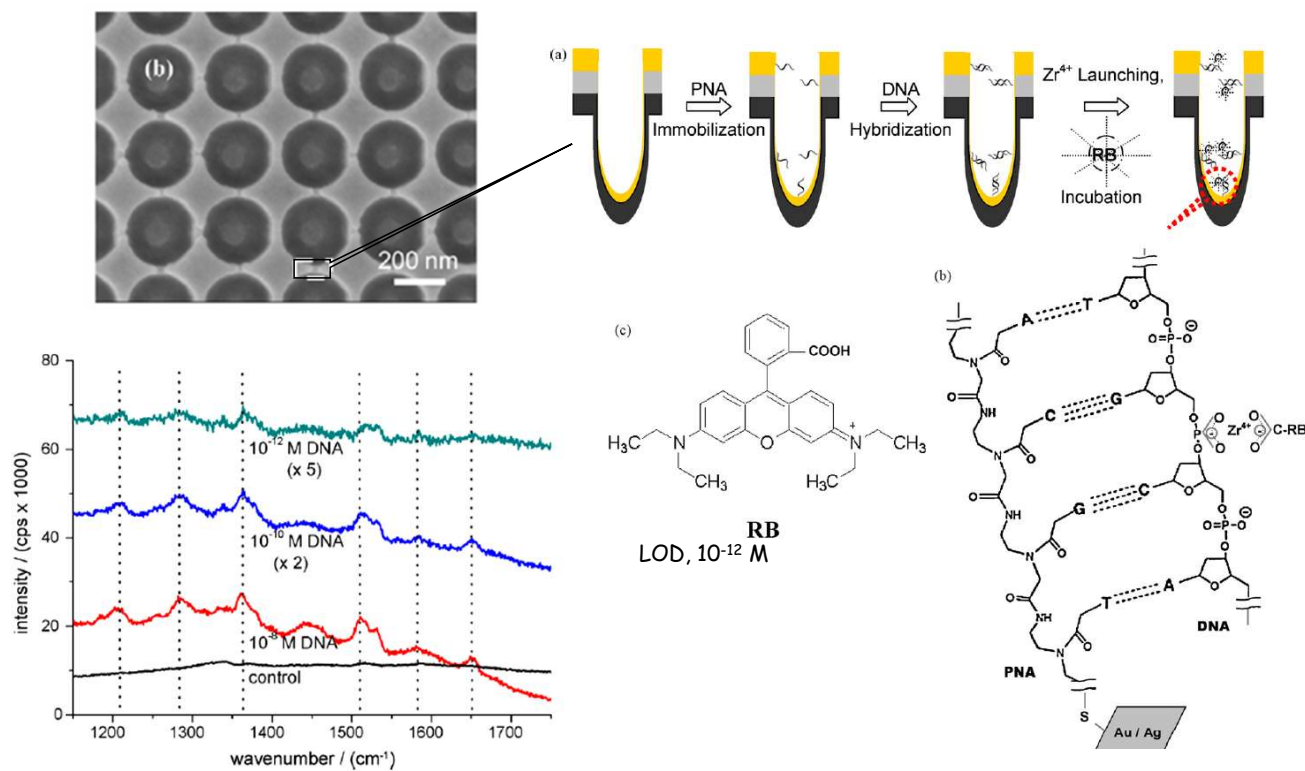 (b)
200 nm
(a)
PNA
Immobilization
DNA
Hybridization
Zr⁴⁺ Launching,
RB
Incubation
80
60
40
20
0
intensity / (cps x 1000)
10⁻¹² M DNA
(x 5)
10⁻¹⁰ M DNA
(x 2)
10⁻⁸ M DNA
control
1200 1300 1400 1500 1600 1700
wavenumber / (cm⁻¹)
(c)
COOH
H₃C
N
O
N
+
CH₃
CH₃
H₃C
RB
LOD, 10⁻¹² M
(b)
A T
O
O
N
O
O
O=P-O
⊖
O
O
NH
C G
O
O
N
O
O
P
Zr⁴⁺
O
O
C-RB
O
O
NH
G C
O
O
N
O
O
O=P-O
⊖
O
O
NH
T A
O
O
N
PNA
DNA
S
Au / Ag